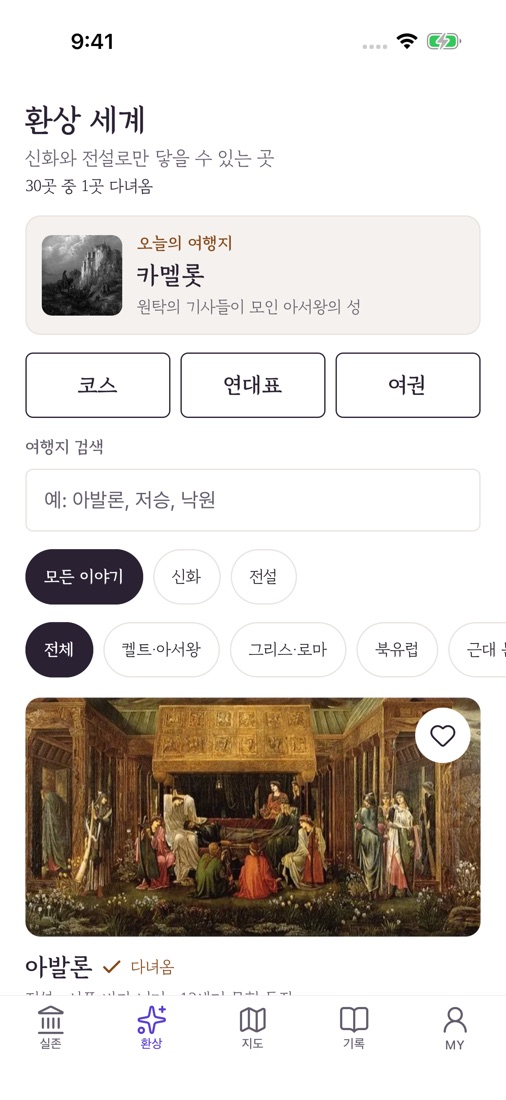 9:41
환상 세계
신화와 전설로만 닿을 수 있는 곳
30곳 중 1곳 다녀옴
오늘의 여행지
카멜롯
원탁의 기사들이 모인 아서왕의 성
코스 연대표 여권
여행지 검색
예: 아발론, 저승, 낙원
모든 이야기 신화 전설
전체 켈트·아서왕 그리스·로마 북유럽 근대
아발론 다녀옴
실존 환상 지도 기록 MY